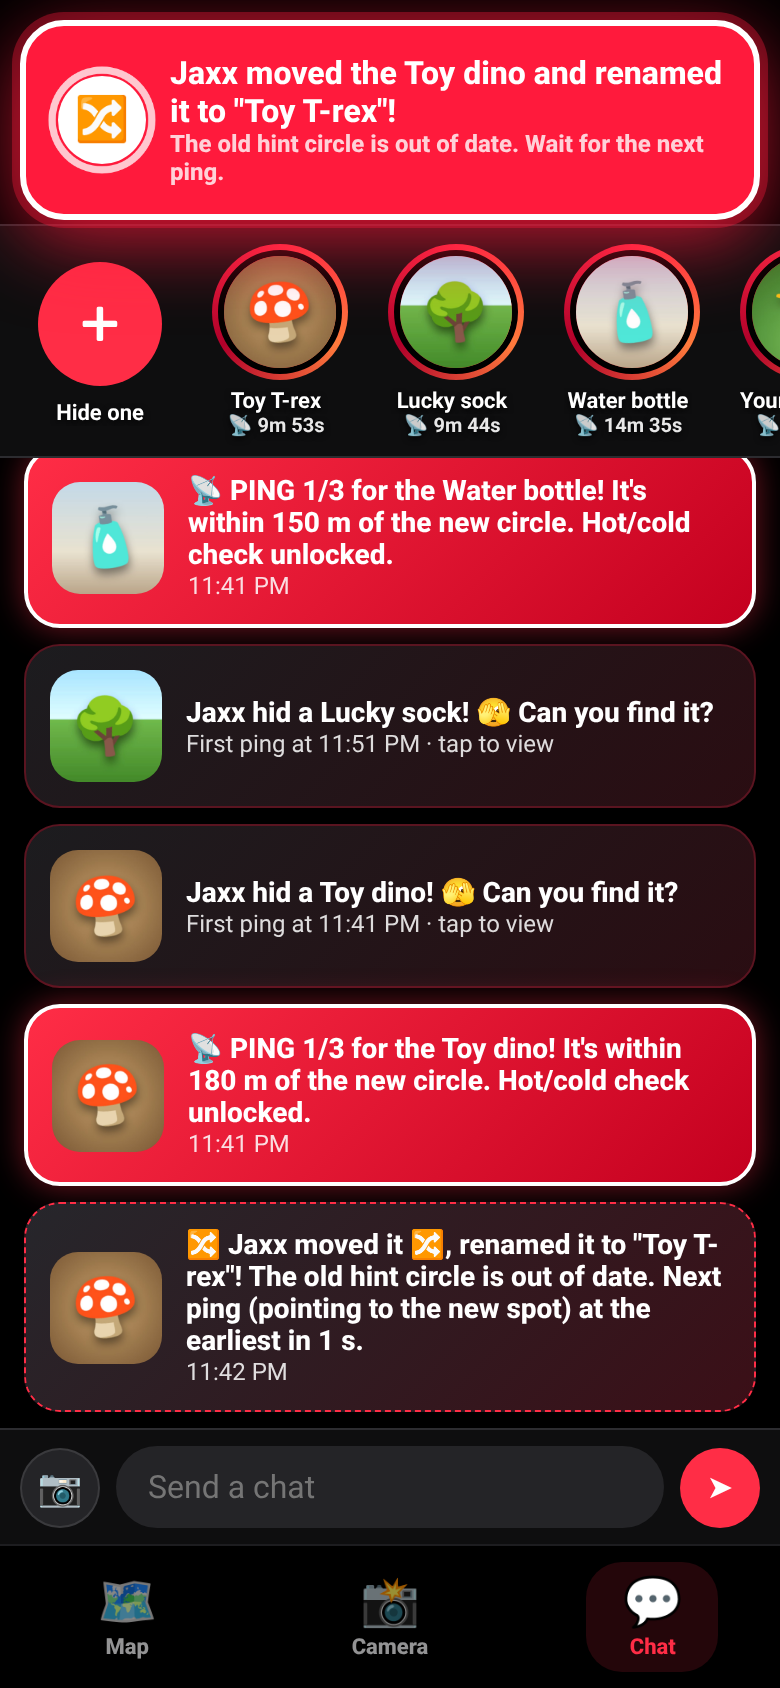 Jaxx moved the Toy dino and renamed
it to "Toy T-rex"!
The old hint circle is out of date. Wait for the next
ping.
Hide one
Toy T-rex
📡 9m 53s
Lucky sock
📡 9m 44s
Water bottle
📡 14m 35s
📡 PING 1/3 for the Water bottle! It's
within 150 m of the new circle. Hot/cold
check unlocked.
11:41 PM
Jaxx hid a Lucky sock! 🫣 Can you find it?
First ping at 11:51 PM · tap to view
Jaxx hid a Toy dino! 🫣 Can you find it?
First ping at 11:41 PM · tap to view
📡 PING 1/3 for the Toy dino! It's within
180 m of the new circle. Hot/cold check
unlocked.
11:41 PM
🔀 Jaxx moved it 🔀, renamed it to "Toy T-
rex"! The old hint circle is out of date. Next
ping (pointing to the new spot) at the
earliest in 1 s.
11:42 PM
Send a chat
Map
Camera
Chat